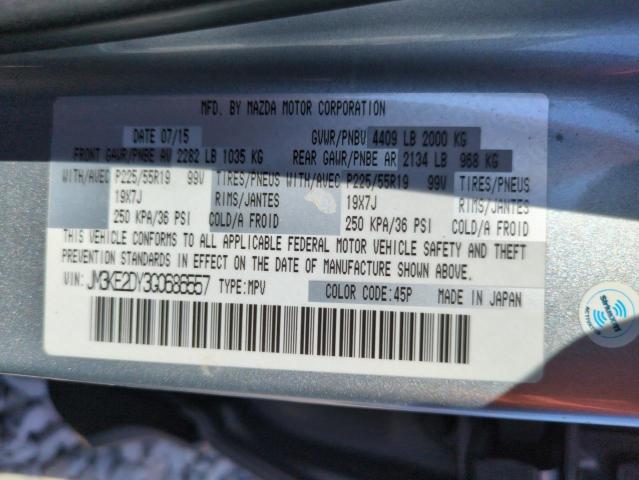 MFD. BY MAZDA MOTOR CORPORATION
DATE 07/15 GVWR/PNBV 4409 LB 2000 KG
FRONT GAWR/PNBE AV 2282 LB 1035 KG REAR GAWR/PNBE AR 2134 LB 968 KG
WITH/AVEC P225/55R19 99V TIRES/PNEUS WITH/AVEC P225/55R19 99V TIRES/PNEUS
19X7J RIMS/JANTES 19X7J RIMS/JANTES
250 KPA/36 PSI COLD/A FROID 250 KPA/36 PSI COLD/A FROID
THIS VEHICLE CONFORMS TO ALL APPLICABLE FEDERAL MOTOR VEHICLE SAFETY AND THEFT
PREVENTION STANDARDS IN EFFECT ON THE DATE OF MANUFACTURE SHOWN ABOVE.
VIN: JM3KE2DY3G0686557 TYPE:MPV COLOR CODE:45P MADE IN JAPAN